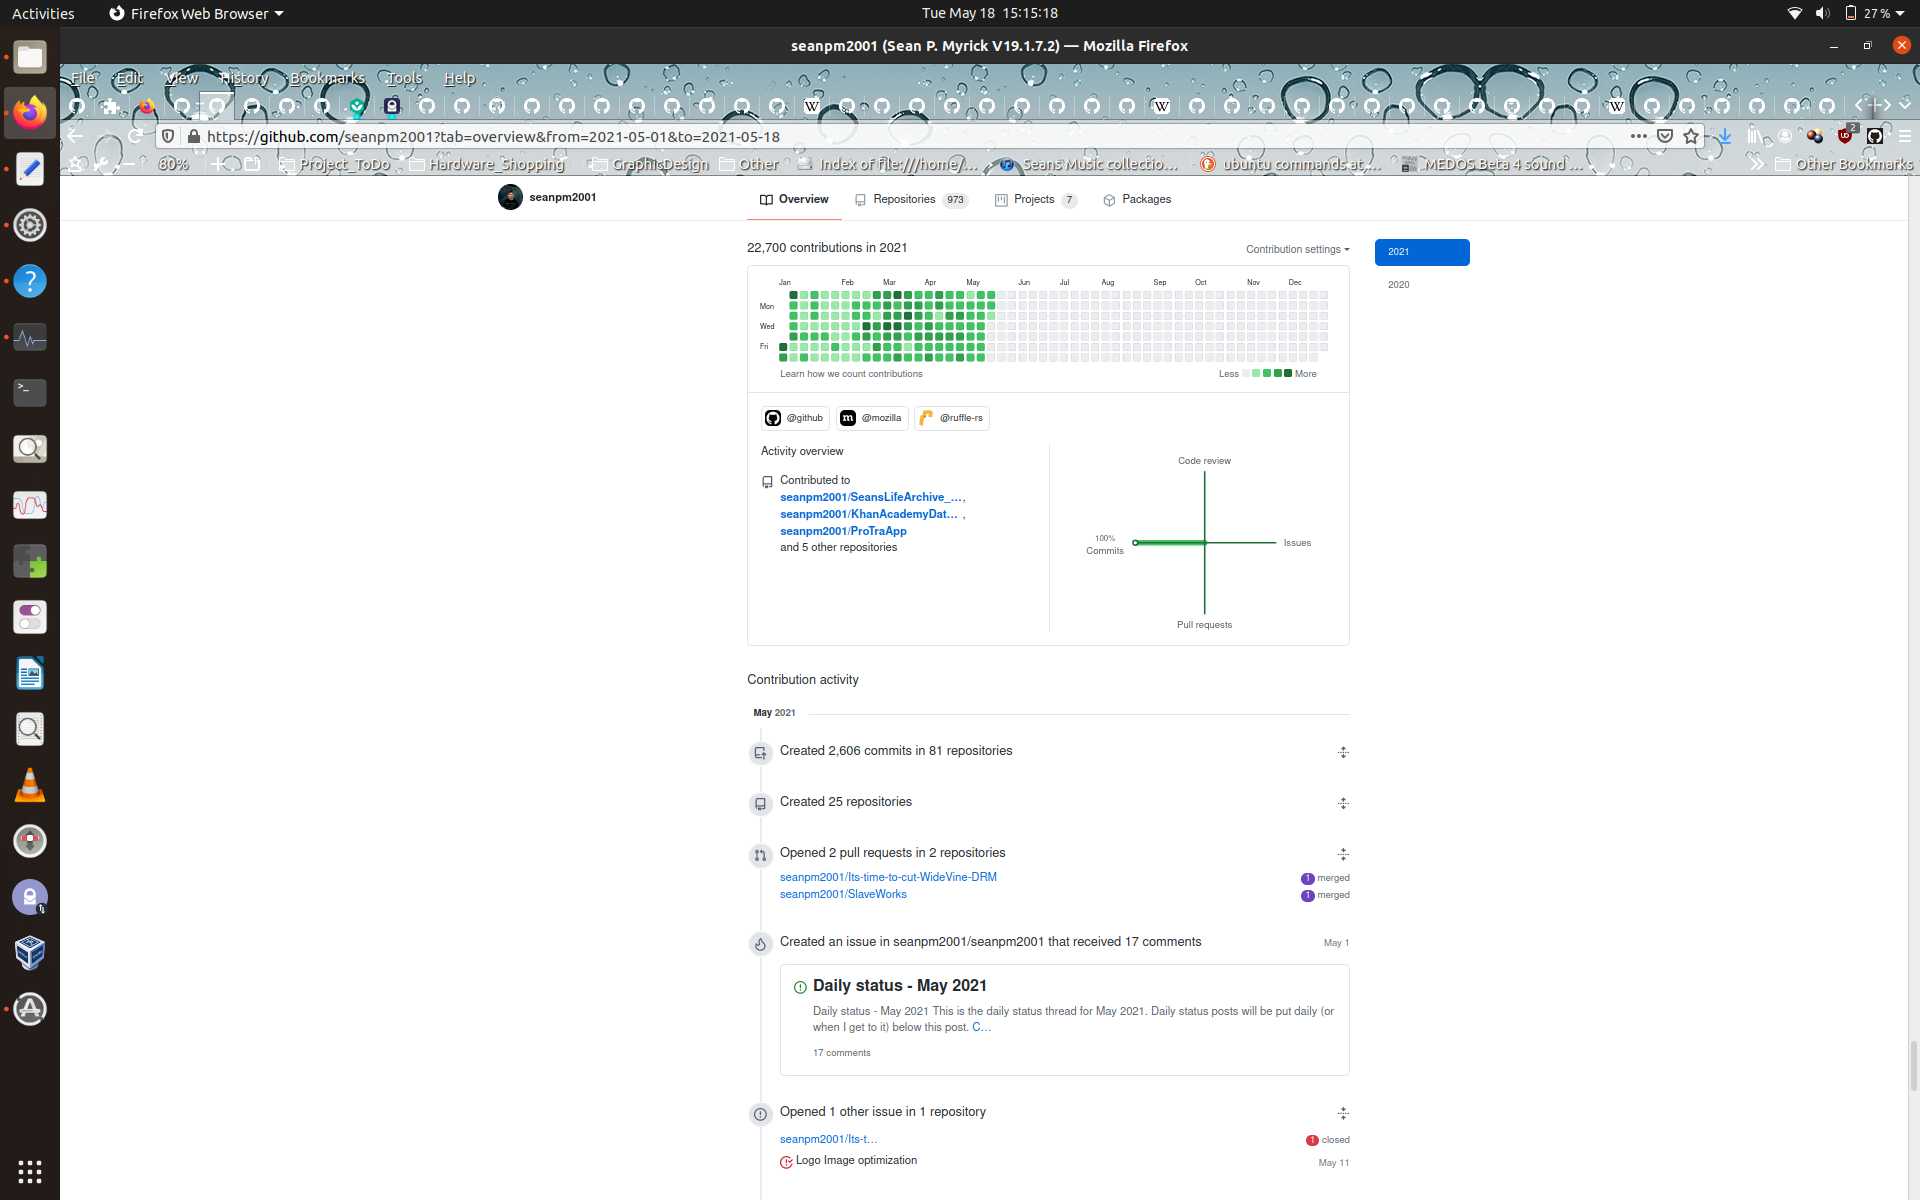 Activities
Firefox Web Browser
Tue May 18 15:15:18
27 %
seanpm2001 (Sean P. Myrick V19.1.7.2) — Mozilla Firefox
File Edit View History Bookmarks Tools Help
https://github.com/seanpm2001?tab=overview&from=2021-05-01&to=2021-05-18
2
80%
Project_ToDo
Hardware_Shopping
GraphicDesign
Other
Index of file:///home/...
Seans Music collectio...
ubuntu commands at ...
MEDOS Beta 4 sound ...
Other Bookmarks
seanpm2001
Overview
Repositories 973
Projects 7
Packages
22,700 contributions in 2021
Contribution settings
2021
2020
Jan Feb Mar Apr May Jun Jul Aug Sep Oct Nov Dec
Mon
Wed
Fri
Learn how we count contributions
Less More
@github
@mozilla
@ruffle-rs
Activity overview
Contributed to
seanpm2001/SeansLifeArchive_...,
seanpm2001/KhanAcademyDat... ,
seanpm2001/ProTraApp
and 5 other repositories
Code review
100%
Commits
Issues
Pull requests
Contribution activity
May 2021
Created 2,606 commits in 81 repositories
Created 25 repositories
Opened 2 pull requests in 2 repositories
seanpm2001/Its-time-to-cut-WideVine-DRM
1 merged
seanpm2001/SlaveWorks
1 merged
Created an issue in seanpm2001/seanpm2001 that received 17 comments
May 1
Daily status - May 2021
Daily status - May 2021 This is the daily status thread for May 2021. Daily status posts will be put daily (or
when I get to it) below this post. C...
17 comments
Opened 1 other issue in 1 repository
seanpm2001/Its-t...
1 closed
Logo Image optimization
May 11